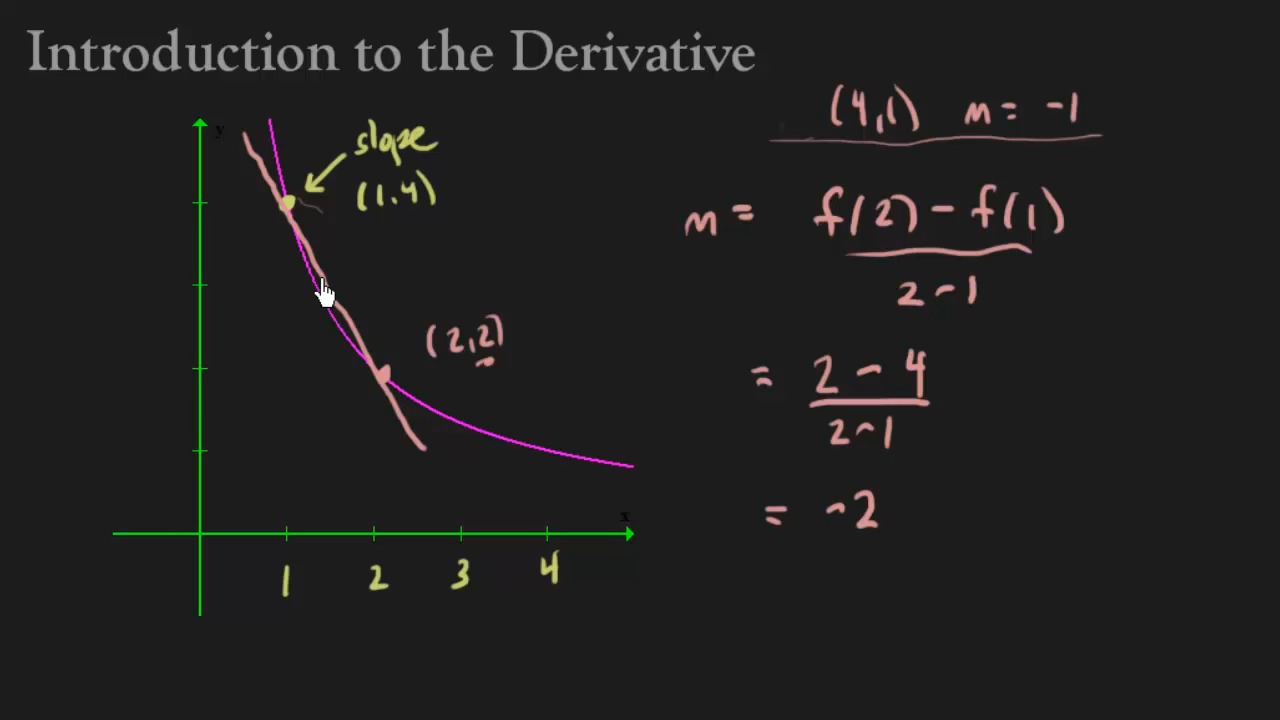 Introduction to the Derivative
(4,1) m = -1
y
slope
(1,4)
m = f(2) - f(1)
2 - 1
(2,2)
= 2 - 4
2 - 1
= -2
x
1 2 3 4